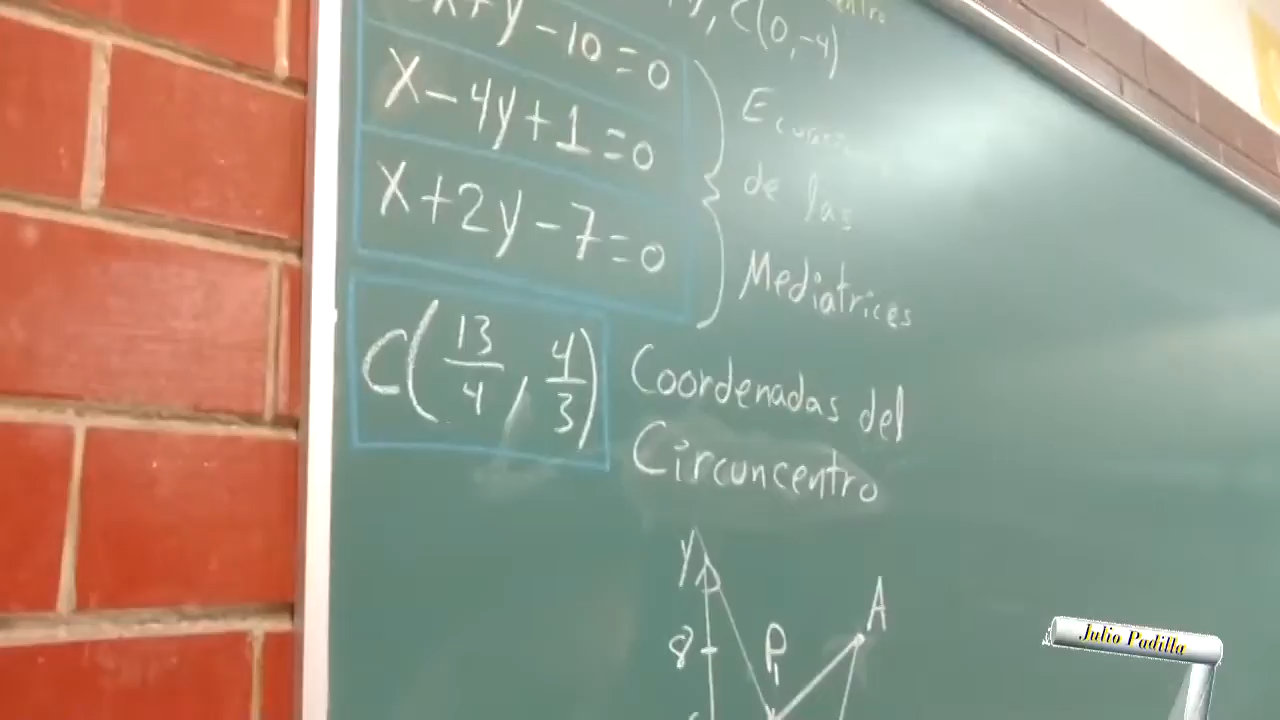 C(0,-4)
x+y-10=0
x-4y+1=0
x+2y-7=0
de las
Mediatrices
C(13/4, 4/3)
Coordenadas del
Circuncentro
y
A
8
P1
Julio Padilla